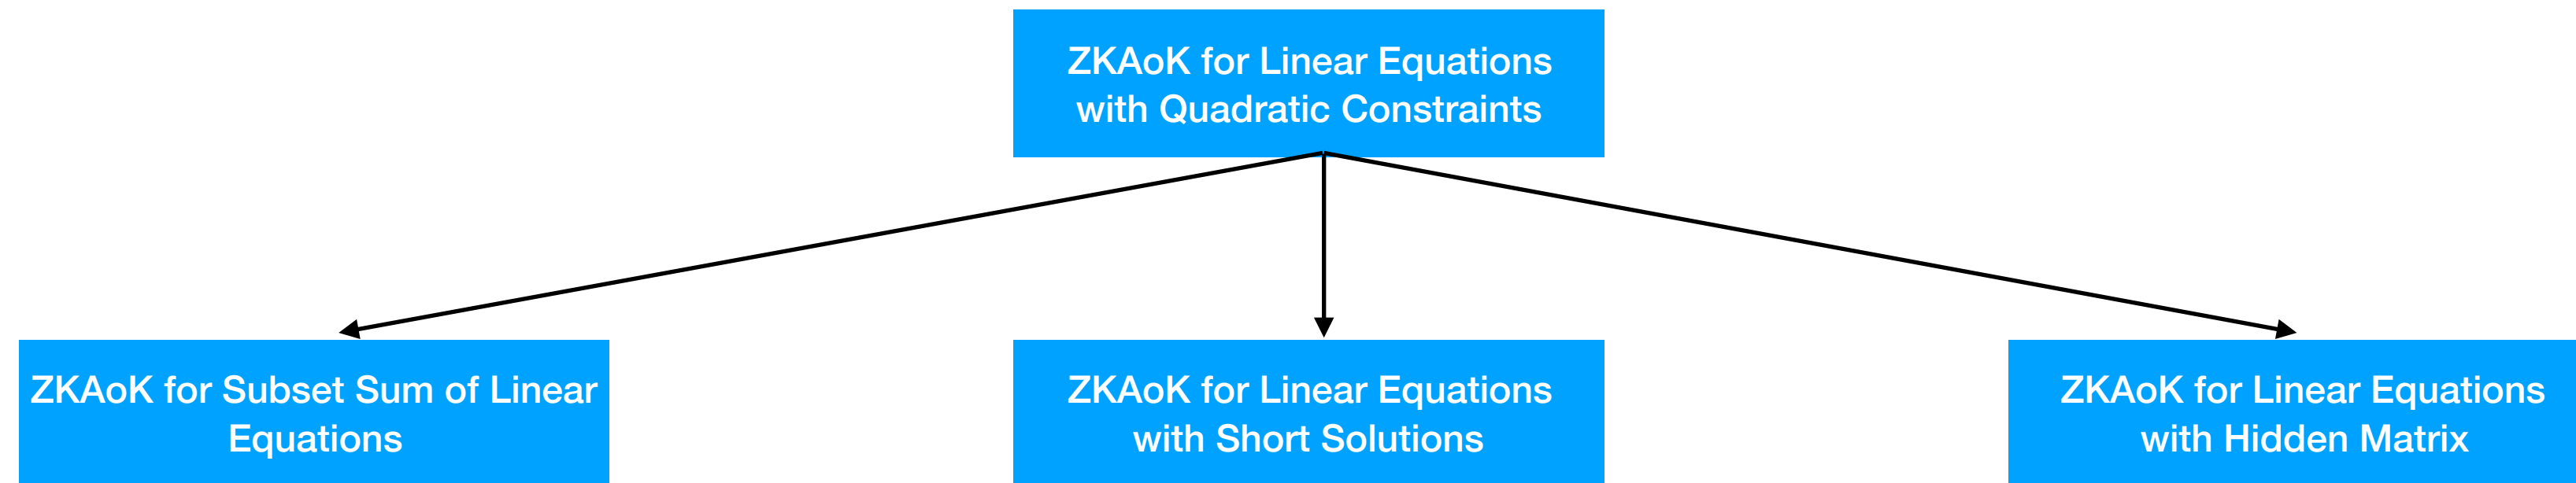 ZKAoK for Linear Equations
with Quadratic Constraints
ZKAoK for Subset Sum of Linear
Equations
ZKAoK for Linear Equations
with Short Solutions
ZKAoK for Linear Equations
with Hidden Matrix